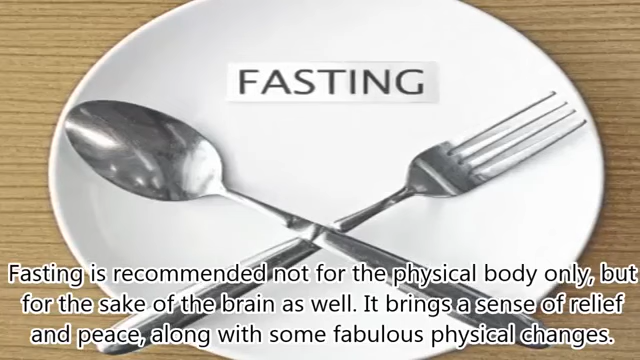 FASTING
Fasting is recommended not for the physical body only, but
for the sake of the brain as well. It brings a sense of relief
and peace, along with some fabulous physical changes.